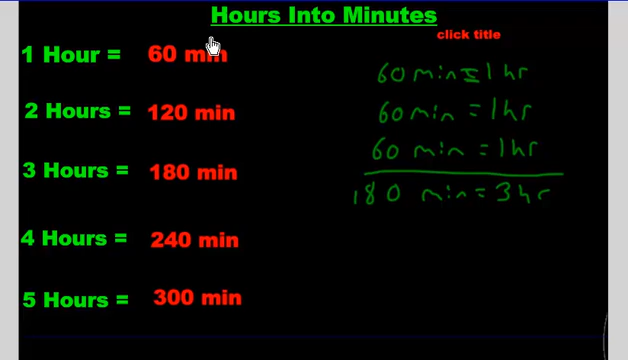 Hours Into Minutes
click title
1 Hour = 60 min
2 Hours = 120 min
3 Hours = 180 min
4 Hours = 240 min
5 Hours = 300 min
60 min = 1 hr
60 min = 1 hr
60 min = 1 hr
180 min = 3 hr